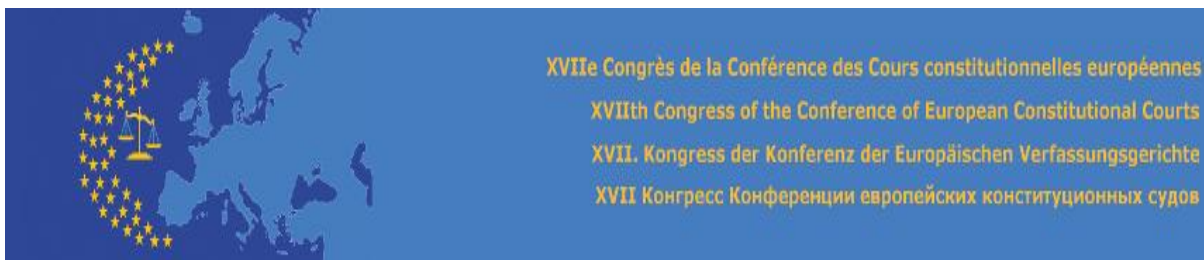 XVIIe Congrès de la Conférence des Cours constitutionnelles européennes
XVIIth Congress of the Conference of European Constitutional Courts
XVII. Kongress der Konferenz der Europäischen Verfassungsgerichte
XVII Конгресс Конференции европейских конституционных судов